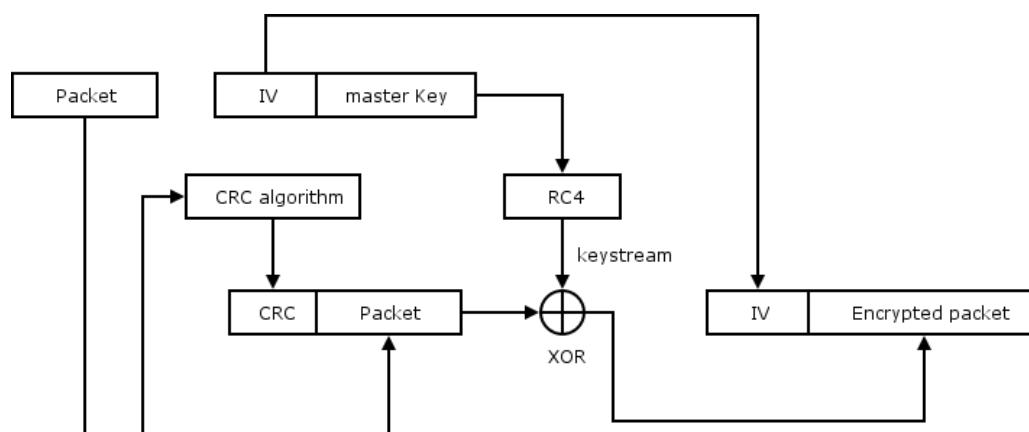 Packet
IV
master Key
CRC algorithm
RC4
keystream
CRC
Packet
XOR
IV
Encrypted packet